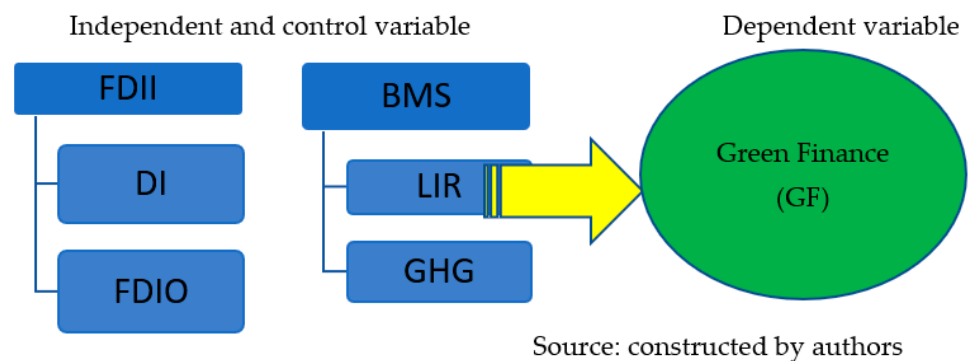 Independent and control variable
Dependent variable
FDII
DI
FDIO
BMS
LIR
GHG
Green Finance
(GF)
Source: constructed by authors